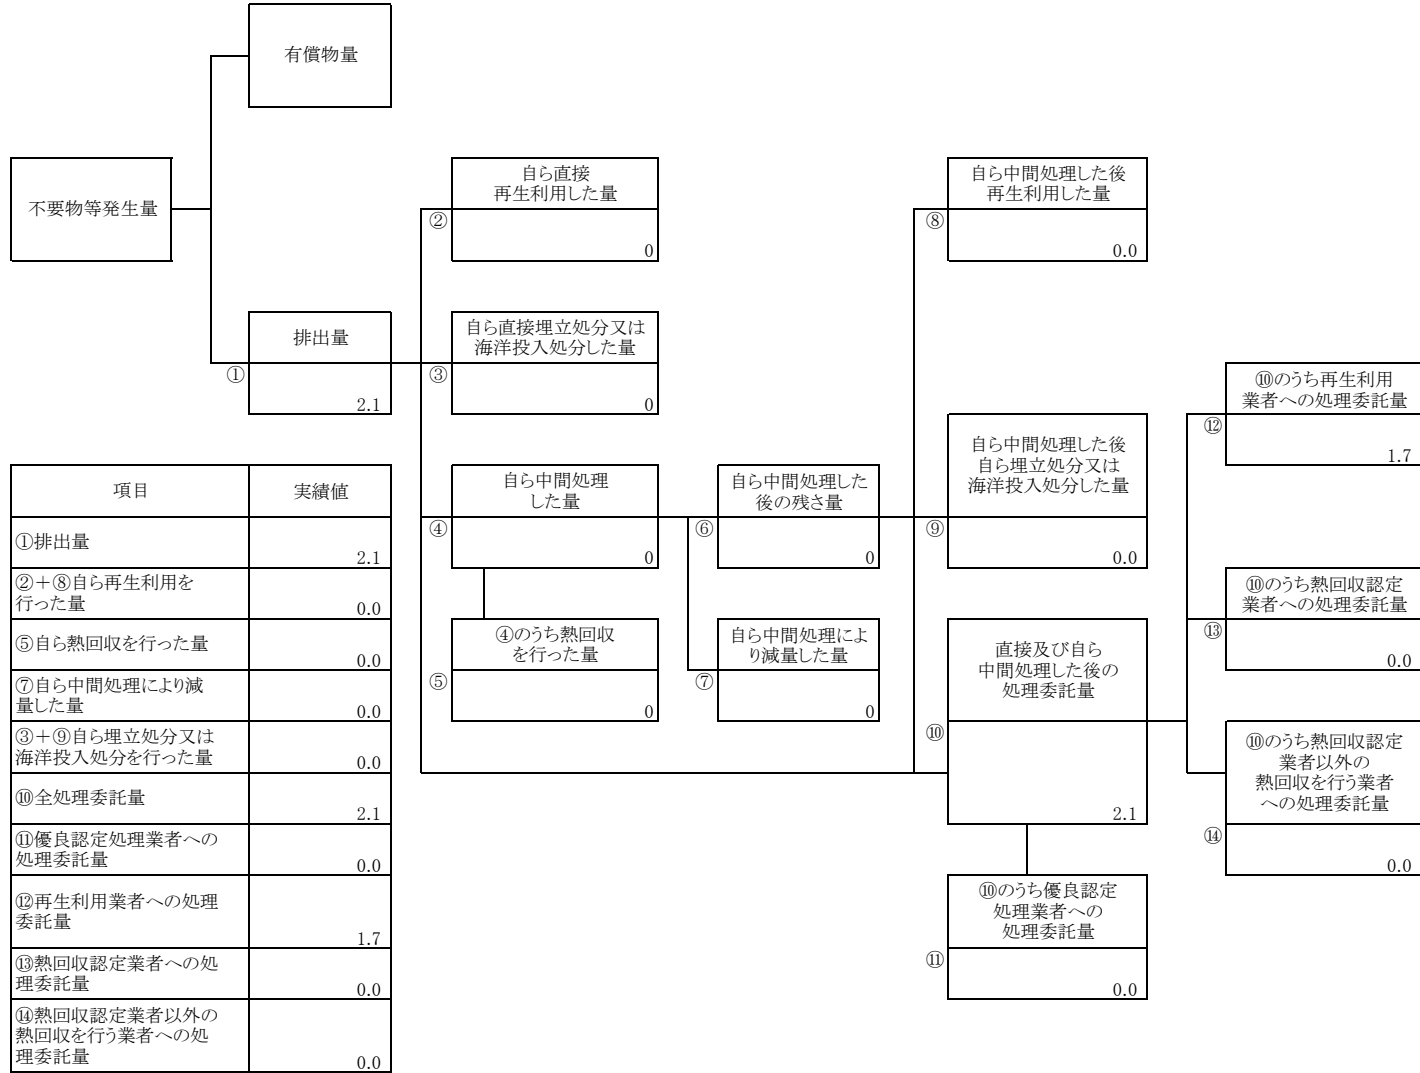 有償物量
不要物等発生量
自ら直接
再生利用した量
②
0
自ら中間処理した後
再生利用した量
⑧
0.0
排出量
①
2.1
自ら直接埋立処分又は
海洋投入処分した量
③
0
⑩のうち再生利用
業者への処理委託量
⑫
1.7
自ら中間処理
した量
④
0
自ら中間処理した
後の残さ量
⑥
0
自ら中間処理した後
自ら埋立処分又は
海洋投入処分した量
⑨
0.0
⑩のうち熱回収認定
業者への処理委託量
⑬
0.0
④のうち熱回収
を行った量
⑤
0
自ら中間処理によ
り減量した量
⑦
0
直接及び自ら
中間処理した後の
処理委託量
⑩
2.1
⑩のうち熱回収認定
業者以外の
熱回収を行う業者
への処理委託量
⑭
0.0
⑩のうち優良認定
処理業者への
処理委託量
⑪
0.0
項目 実績値
①排出量
2.1
②＋⑧自ら再生利用を
行った量
0.0
⑤自ら熱回収を行った量
0.0
⑦自ら中間処理により減
量した量
0.0
③＋⑨自ら埋立処分又は
海洋投入処分を行った量
0.0
⑩全処理委託量
2.1
⑪優良認定処理業者への
処理委託量
0.0
⑫再生利用業者への処理
委託量
1.7
⑬熱回収認定業者への処
理委託量
0.0
⑭熱回収認定業者以外の
熱回収を行う業者への処
理委託量
0.0